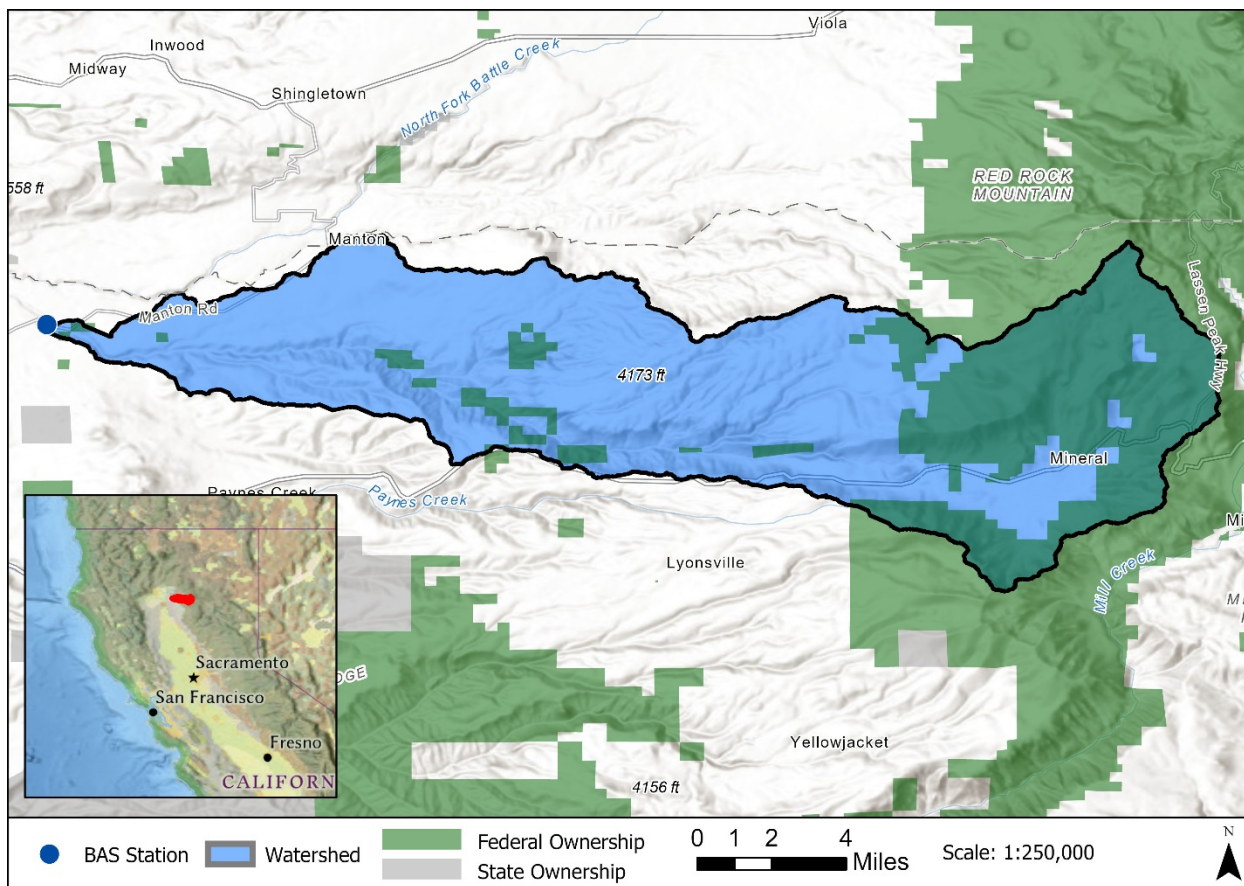 Viola
Inwood
Midway
North Fork Battle Creek
Shingletown
558 ft
RED ROCK
MOUNTAIN
Manton
Lassen Peak Hwy
Manton Rd
4173 ft
Mineral
Paynes Creek
Paynes Creek
Lyonsville
Mill Creek
Mi
M
DGE
Sacramento
San Francisco
Fresno
CALIFORN
Yellowjacket
4156 ft
BAS Station
Watershed
Federal Ownership
State Ownership
0 1 2 4
Miles
Scale: 1:250,000
N